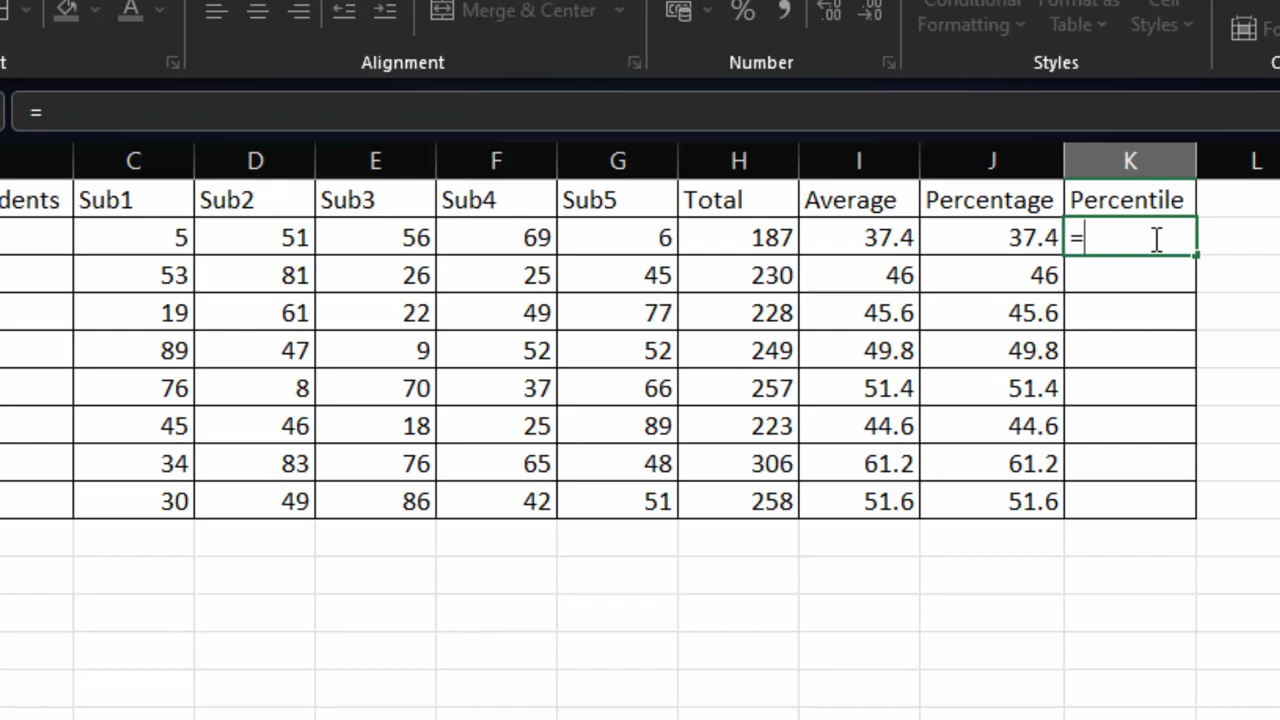 A
Merge & Center
%
Conditional
Format as
Cell
Formatting
Table
Styles
Alignment
Number
Styles
=
C D E F G H I J K L
dents Sub1 Sub2 Sub3 Sub4 Sub5 Total Average Percentage Percentile
5 51 56 69 6 187 37.4 37.4 =
53 81 26 25 45 230 46 46
19 61 22 49 77 228 45.6 45.6
89 47 9 52 52 249 49.8 49.8
76 8 70 37 66 257 51.4 51.4
45 46 18 25 89 223 44.6 44.6
34 83 76 65 48 306 61.2 61.2
30 49 86 42 51 258 51.6 51.6